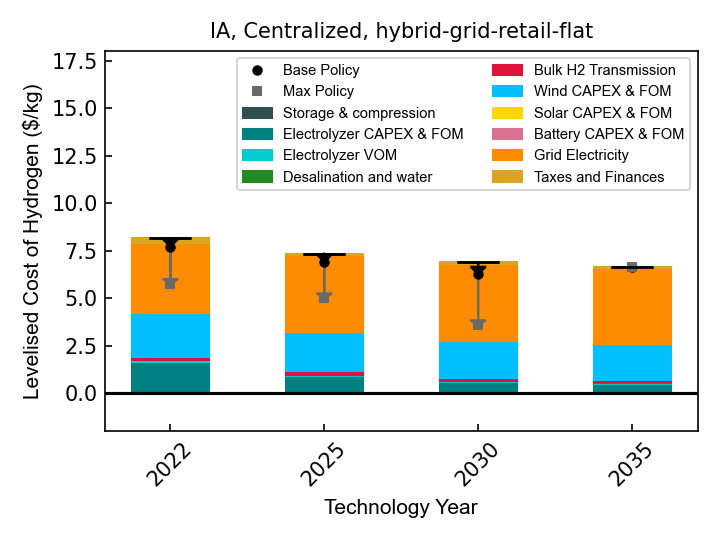 IA, Centralized, hybrid-grid-retail-flat
Levelised Cost of Hydrogen ($/kg)
17.5
15.0
12.5
10.0
7.5
5.0
2.5
0.0
Base Policy
Max Policy
Storage & compression
Electrolyzer CAPEX & FOM
Electrolyzer VOM
Desalination and water
Bulk H2 Transmission
Wind CAPEX & FOM
Solar CAPEX & FOM
Battery CAPEX & FOM
Grid Electricity
Taxes and Finances
2022
2025
2030
2035
Technology Year